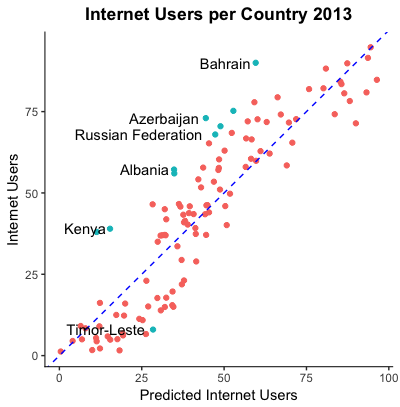 Internet Users per Country 2013
Bahrain
Azerbaijan
Russian Federation
Albania
Kenya
Timor-Leste
Internet Users
75
50
25
0
0 25 50 75 100
Predicted Internet Users